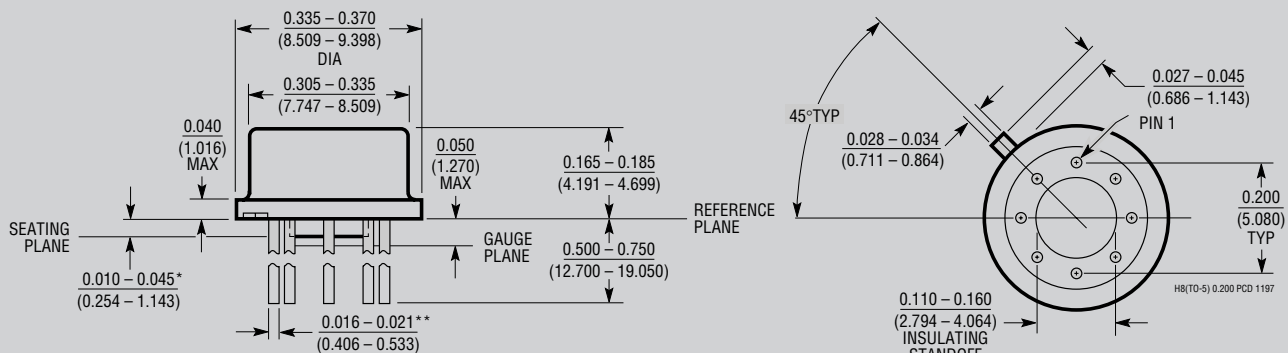 0.335 – 0.370
(8.509 – 9.398)
DIA
0.305 – 0.335
(7.747 – 8.509)
0.040
(1.016)
MAX
0.050
(1.270)
MAX
0.165 – 0.185
(4.191 – 4.699)
SEATING
PLANE
GAUGE
PLANE
REFERENCE
PLANE
0.500 – 0.750
(12.700 – 19.050)
0.010 – 0.045*
(0.254 – 1.143)
0.016 – 0.021**
(0.406 – 0.533)
45°TYP
0.028 – 0.034
(0.711 – 0.864)
0.027 – 0.045
(0.686 – 1.143)
PIN 1
0.200
(5.080)
TYP
H8(TO-5) 0.200 PCD 1197
0.110 – 0.160
(2.794 – 4.064)
INSULATING
STANDOFF